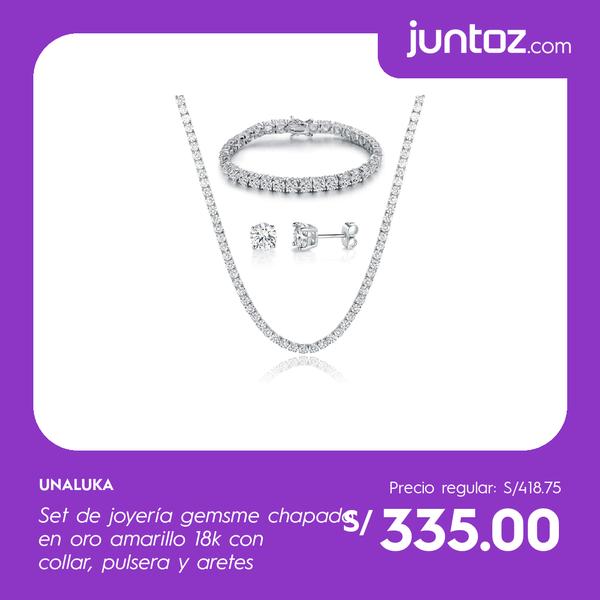 juntoz.com
UNALUKA
Set de joyería gemsme chapada
en oro amarillo 18k con
collar, pulsera y aretes
Precio regular: S/418.75
S/ 335.00